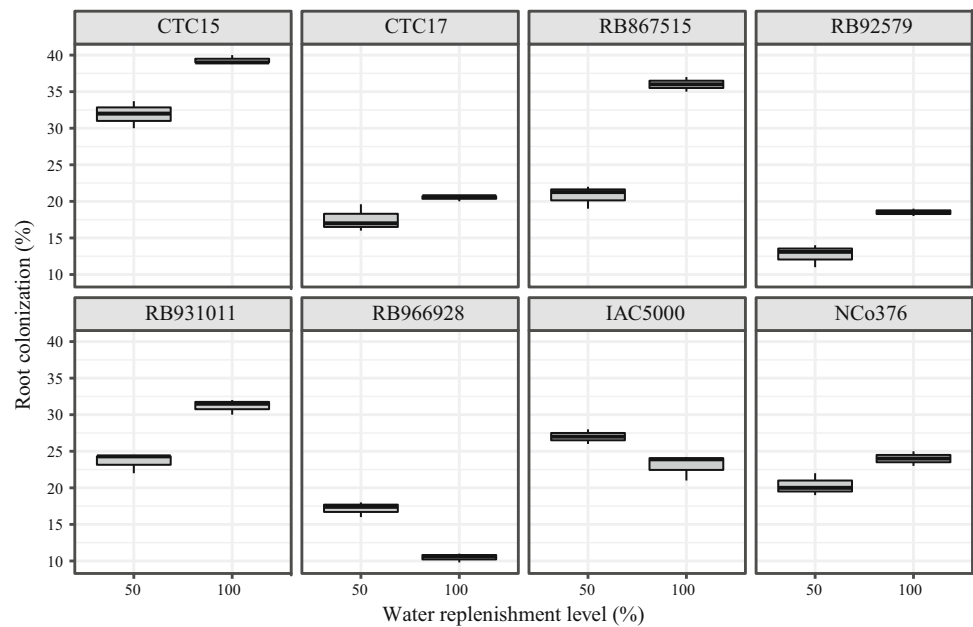 CTC15 CTC17 RB867515 RB92579
40
35
30
25
20
15
10
RB931011 RB966928 IAC5000 NCo376
40
35
30
25
20
15
10
Root colonization (%)
50 100 50 100 50 100 50 100
Water replenishment level (%)